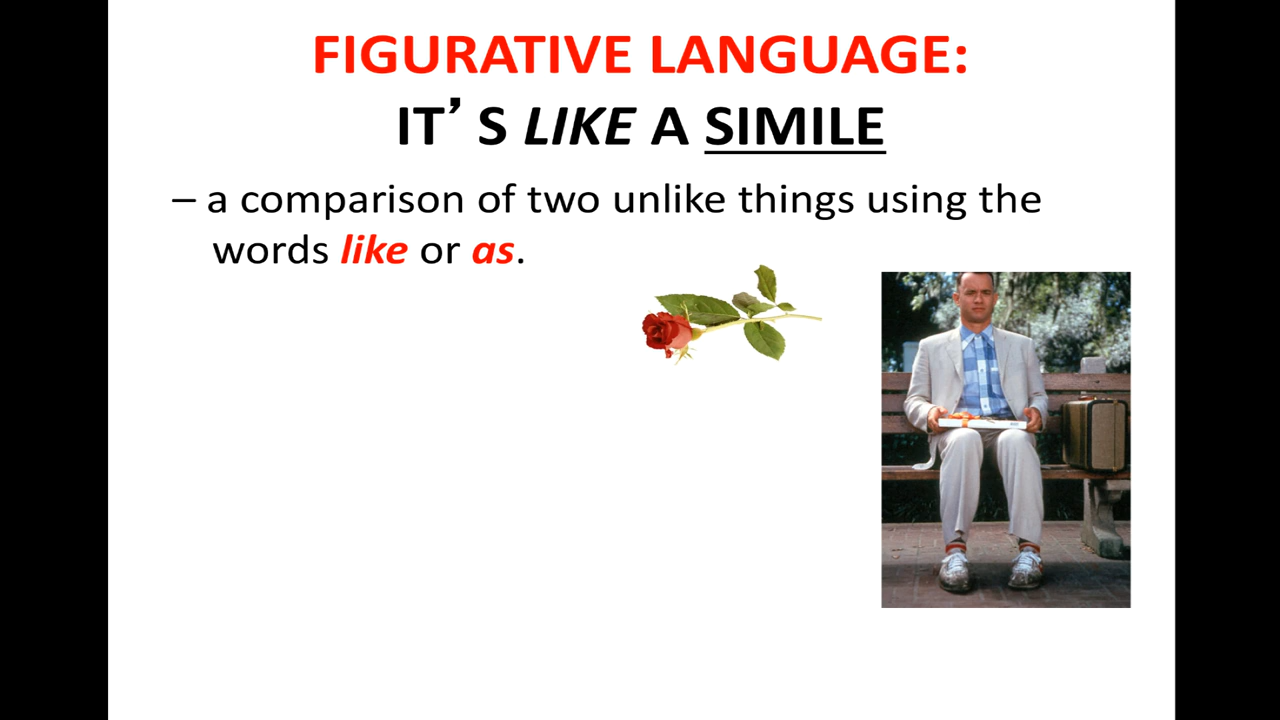 FIGURATIVE LANGUAGE:
IT’ S LIKE A SIMILE
– a comparison of two unlike things using the
words like or as.